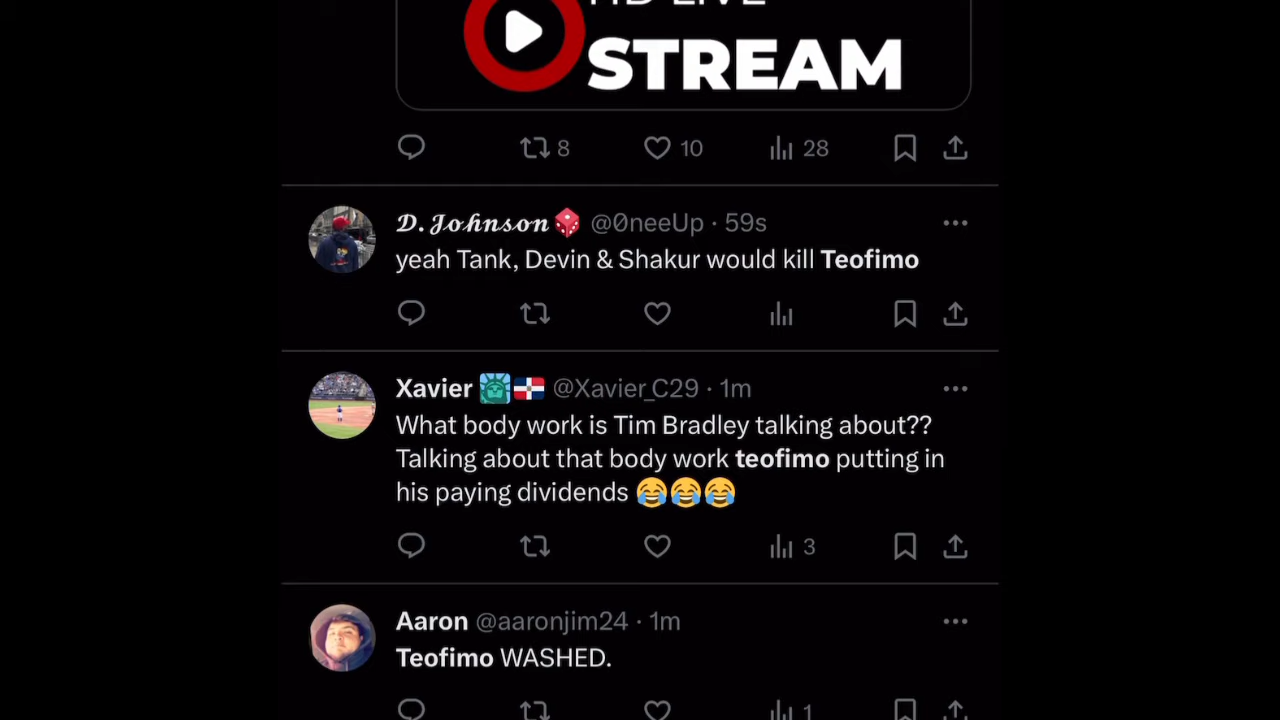 HD LIVE
STREAM
8 10 28
D. Johnson🎲 @0neeUp · 59s
yeah Tank, Devin & Shakur would kill Teofimo
Xavier 🗽🇩🇴 @Xavier_C29 · 1m
What body work is Tim Bradley talking about??
Talking about that body work teofimo putting in
his paying dividends 😂😂😂
3
Aaron @aaronjim24 · 1m
Teofimo WASHED.
1